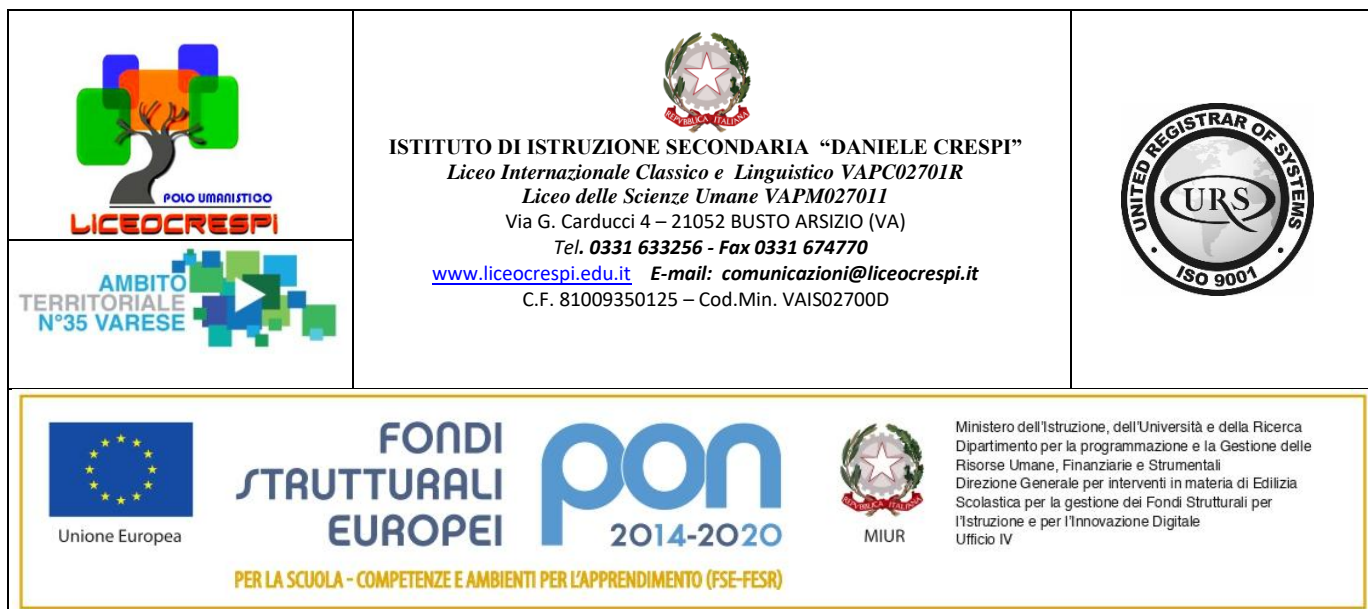 POLO UMANISTICO
LICEOCRESPI
AMBITO
TERRITORIALE
N°35 VARESE
REPVBBLICA ITALIANA
ISTITUTO DI ISTRUZIONE SECONDARIA “DANIELE CRESPI”
Liceo Internazionale Classico e Linguistico VAPC02701R
Liceo delle Scienze Umane VAPM027011
Via G. Carducci 4 – 21052 BUSTO ARSIZIO (VA)
Tel. 0331 633256 - Fax 0331 674770
www.liceocrespi.edu.it E-mail: comunicazioni@liceocrespi.it
C.F. 81009350125 – Cod.Min. VAIS02700D
UNITED REGISTRAR OF SYSTEMS
URS
ISO 9001
Unione Europea
FONDI
STRUTTURALI
EUROPEI
pon
2014-2020
PER LA SCUOLA - COMPETENZE E AMBIENTI PER L'APPRENDIMENTO (FSE-FESR)
MIUR
Ministero dell'Istruzione, dell'Università e della Ricerca
Dipartimento per la programmazione e la Gestione delle
Risorse Umane, Finanziarie e Strumentali
Direzione Generale per interventi in materia di Edilizia
Scolastica per la gestione dei Fondi Strutturali per
l'Istruzione e per l'Innovazione Digitale
Ufficio IV